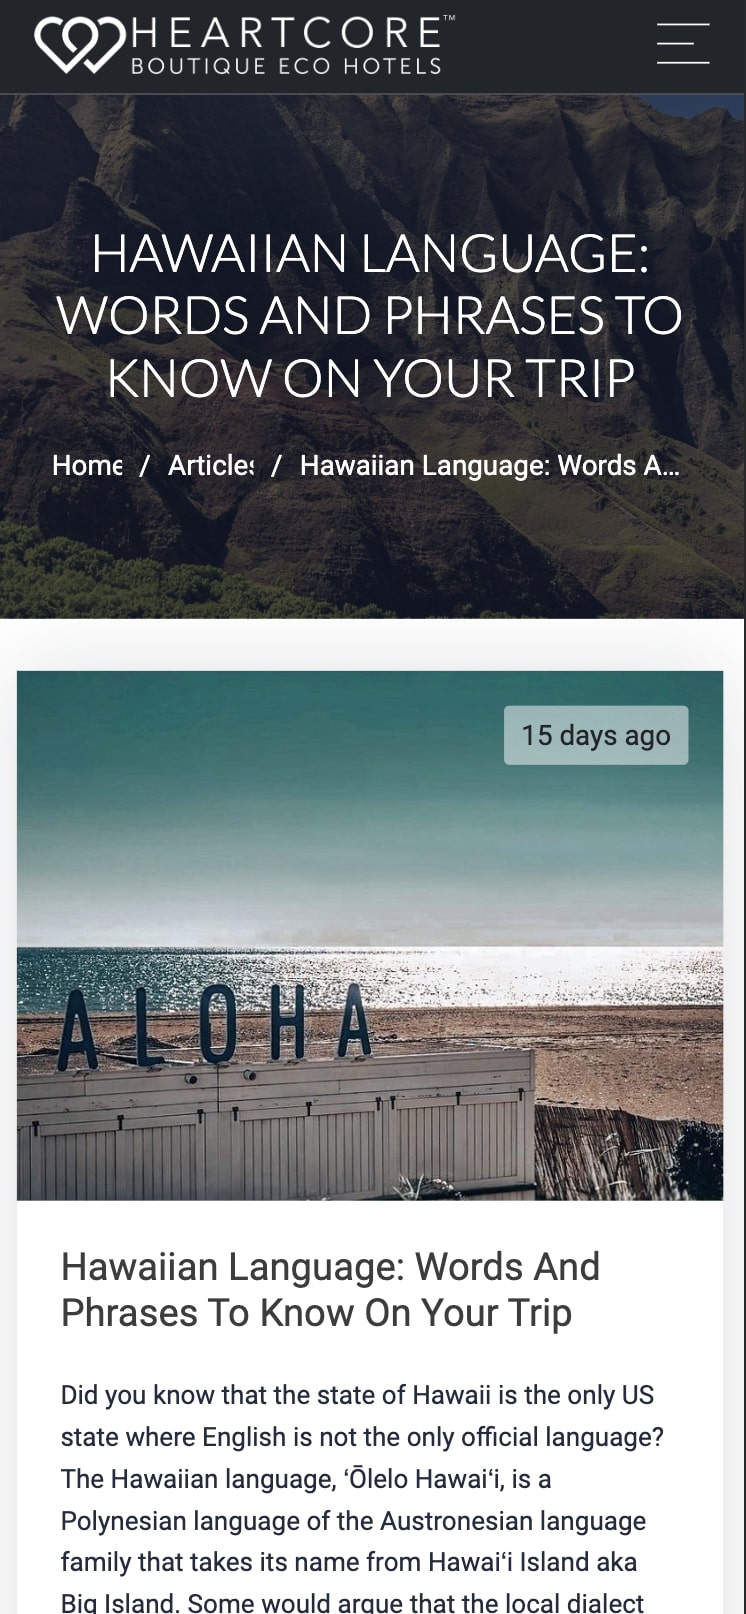 HEARTCORE™
BOUTIQUE ECO HOTELS
HAWAIIAN LANGUAGE:
WORDS AND PHRASES TO
KNOW ON YOUR TRIP
Home / Articles / Hawaiian Language: Words A...
15 days ago
ALOHA
Hawaiian Language: Words And
Phrases To Know On Your Trip
Did you know that the state of Hawaii is the only US
state where English is not the only official language?
The Hawaiian language, ʻŌlelo Hawaiʻi, is a
Polynesian language of the Austronesian language
family that takes its name from Hawaiʻi Island aka
Big Island. Some would argue that the local dialect